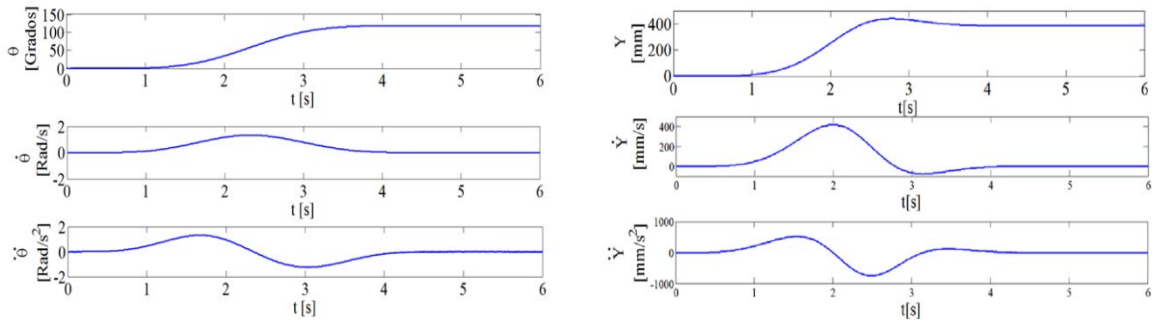 θ
[Grados]
150
100
50
0
0 1 2 3 4 5 6
t [s]
θ̇
[Rad/s]
2
0
-2
0 1 2 3 4 5 6
t [s]
θ̈
[Rad/s²]
2
0
-2
0 1 2 3 4 5 6
t [s]
Y
[mm]
400
200
0
0 1 2 3 4 5 6
t[s]
Ẏ
[mm/s]
400
200
0
0 1 2 3 4 5 6
t[s]
Ÿ
[mm/s²]
1000
0
-1000
0 1 2 3 4 5 6
t[s]